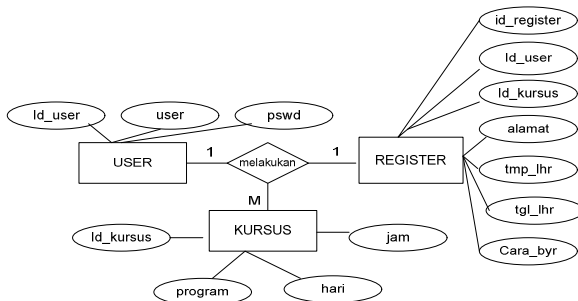 id_register
Id_user
Id_kursus
Id_user
user
pswd
alamat
USER
1
melakukan
1
REGISTER
tmp_lhr
M
tgl_lhr
KURSUS
Id_kursus
jam
Cara_byr
program
hari